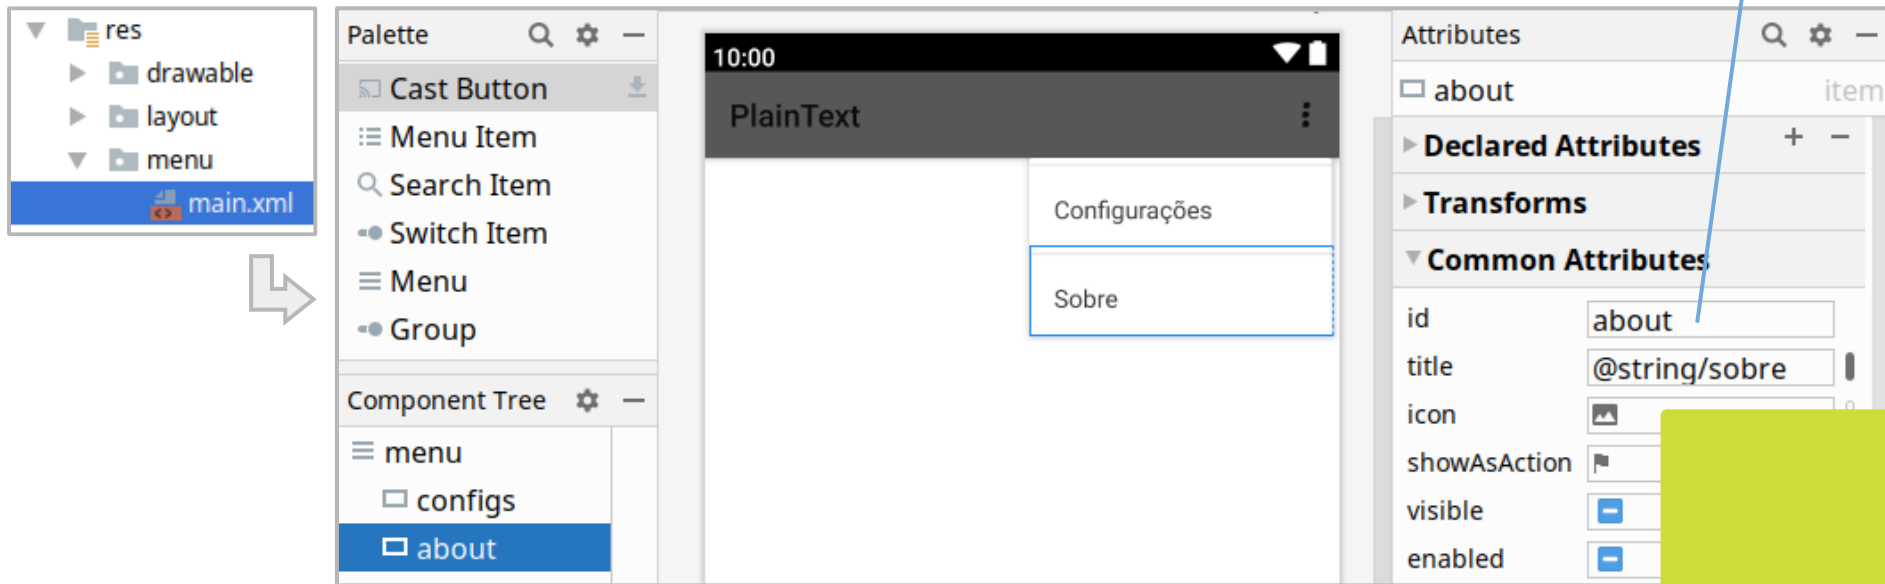 res
drawable
layout
menu
main.xml
Palette
Cast Button
Menu Item
Search Item
Switch Item
Menu
Group
Component Tree
menu
configs
about
10:00
PlainText
Configurações
Sobre
Attributes
about item
Declared Attributes
Transforms
Common Attributes
id about
title @string/sobre
icon
showAsAction
visible
enabled